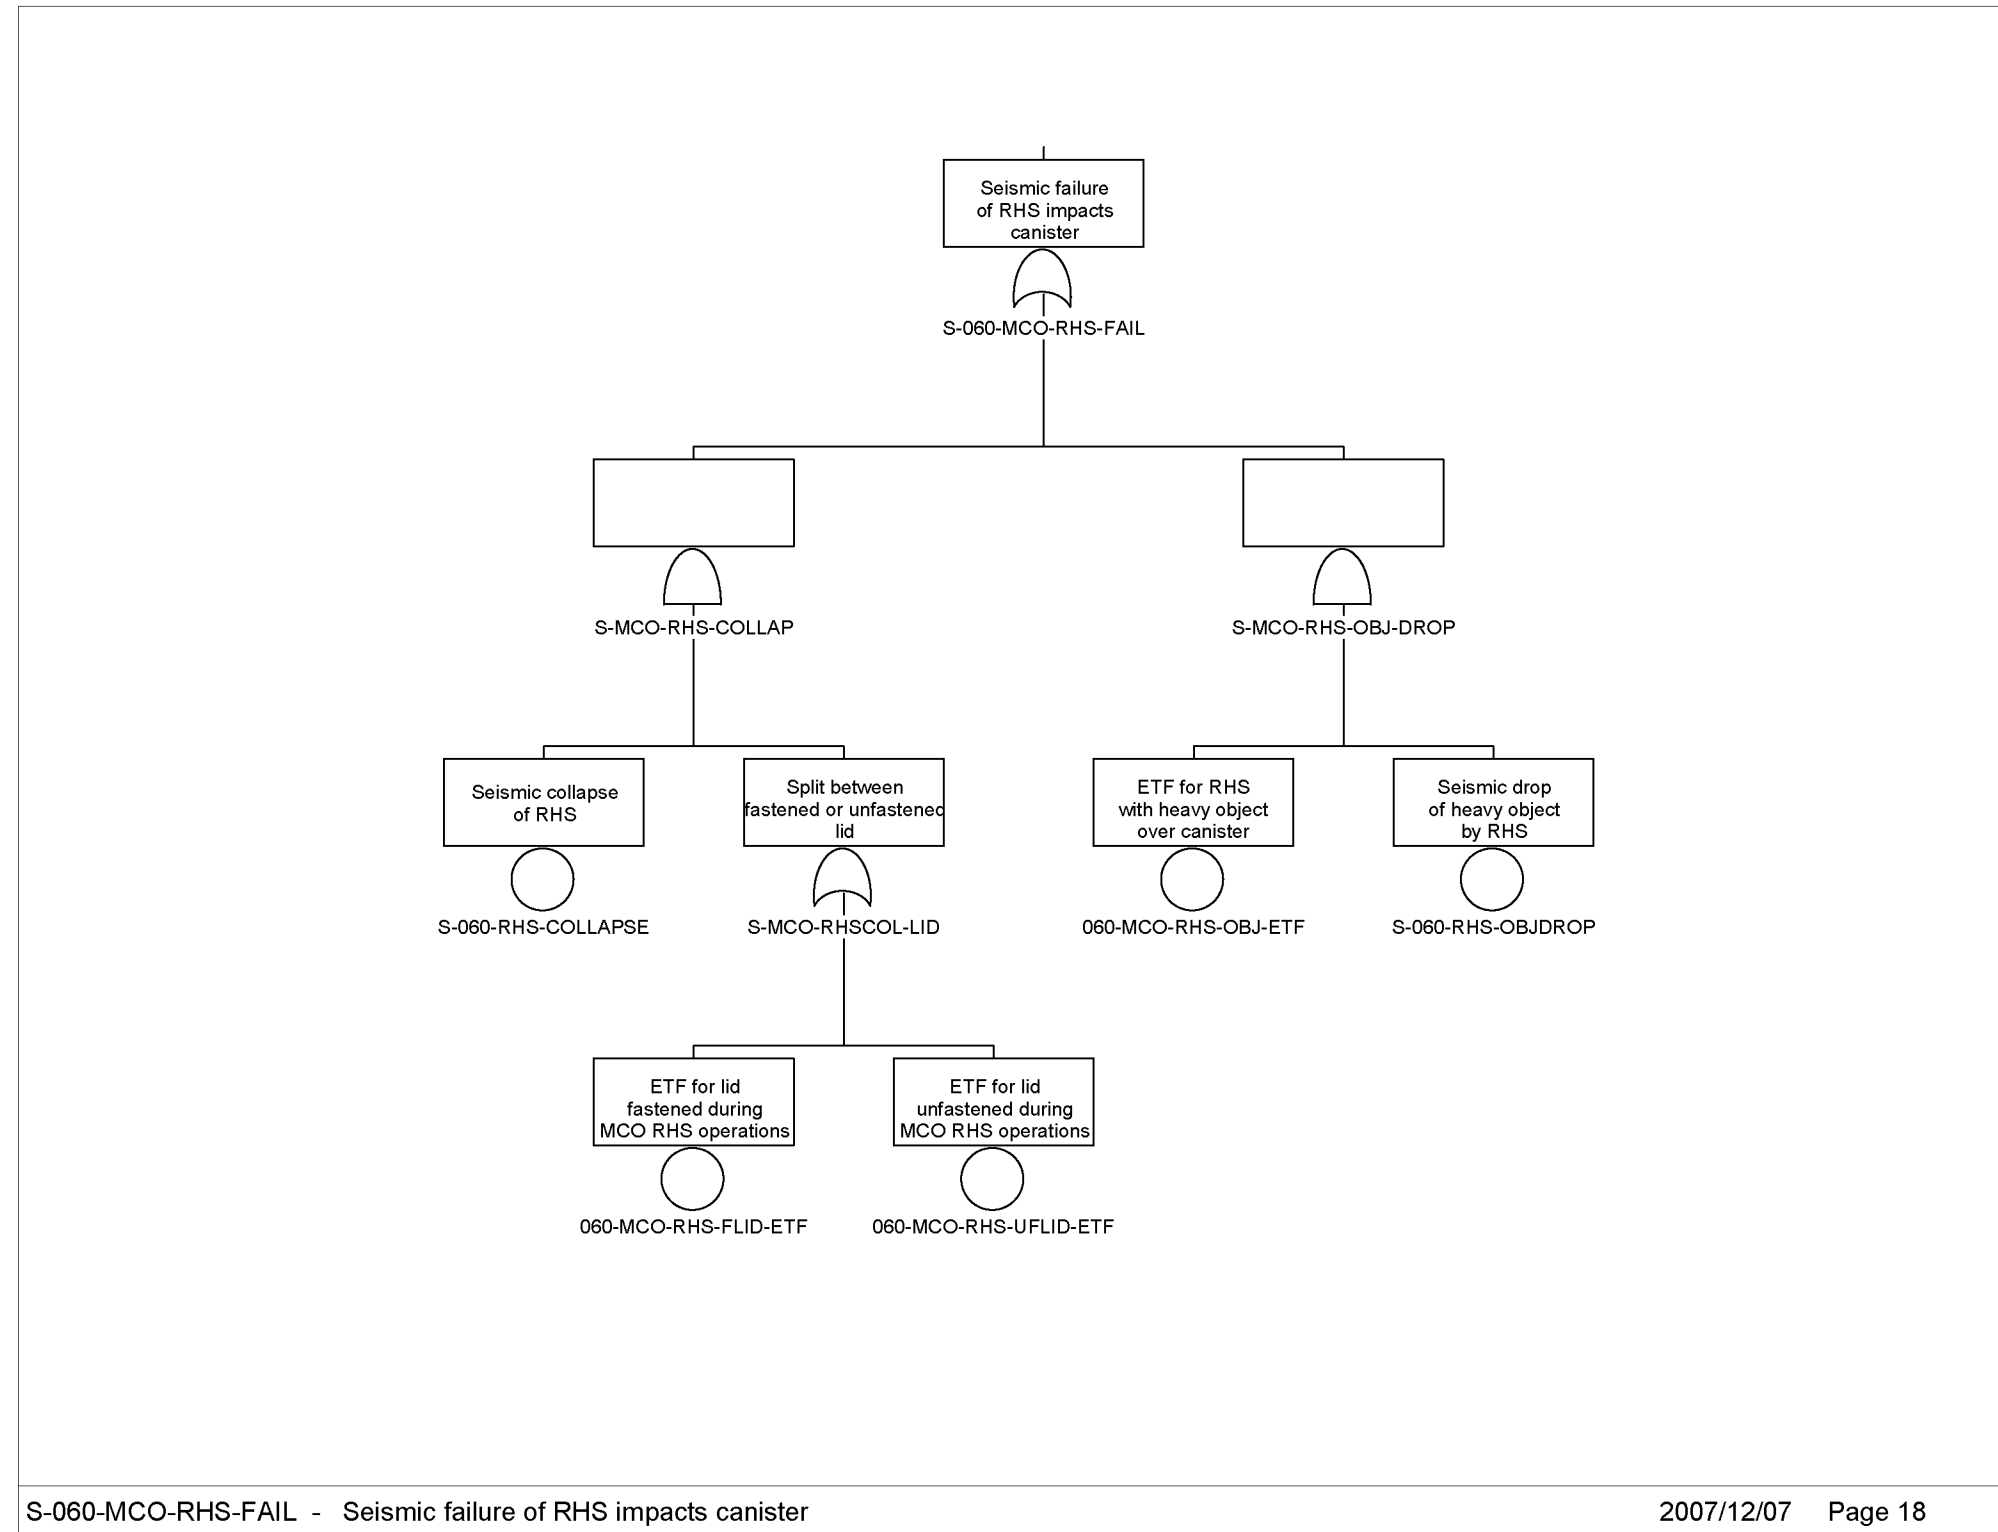 Seismic failure
of RHS impacts
canister
S-060-MCO-RHS-FAIL
S-MCO-RHS-COLLAP
S-MCO-RHS-OBJ-DROP
Seismic collapse
of RHS
S-060-RHS-COLLAPSE
Split between
fastened or unfastened
lid
S-MCO-RHSCOL-LID
ETF for RHS
with heavy object
over canister
060-MCO-RHS-OBJ-ETF
Seismic drop
of heavy object
by RHS
S-060-RHS-OBJDROP
ETF for lid
fastened during
MCO RHS operations
060-MCO-RHS-FLID-ETF
ETF for lid
unfastened during
MCO RHS operations
060-MCO-RHS-UFLID-ETF
S-060-MCO-RHS-FAIL - Seismic failure of RHS impacts canister
2007/12/07 Page 18